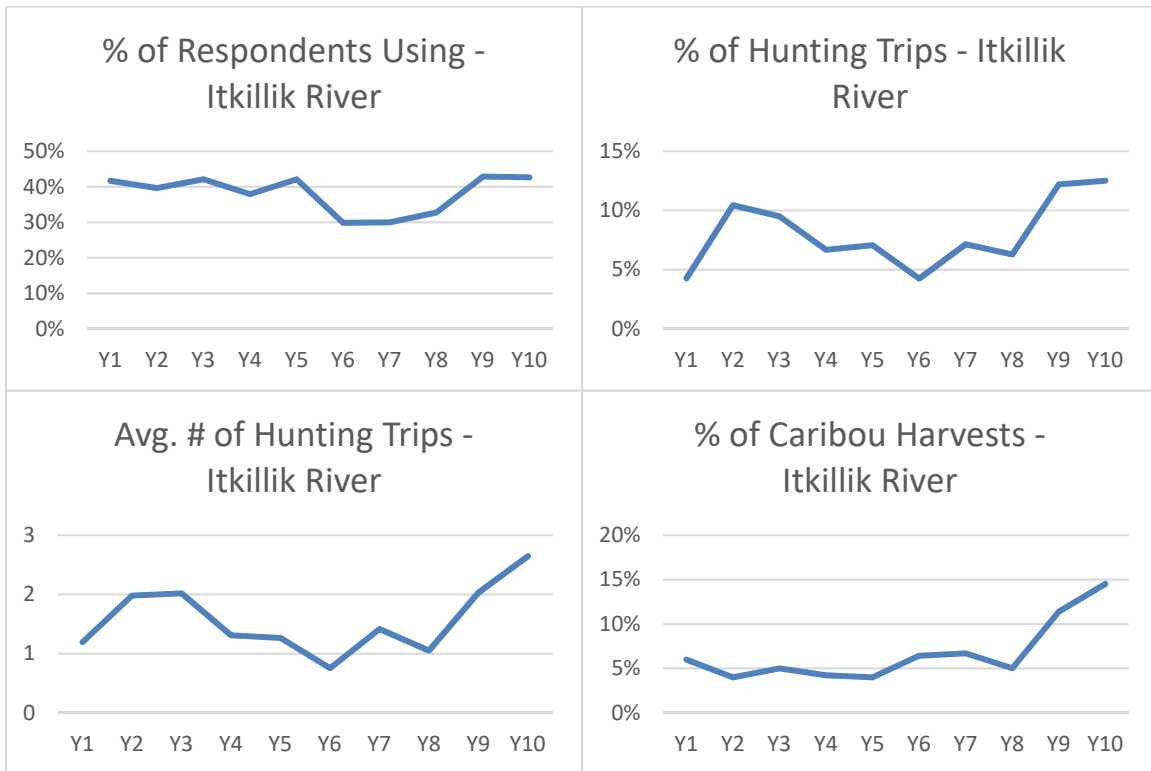 % of Respondents Using -
Itkillik River
50%
40%
30%
20%
10%
0%
Y1 Y2 Y3 Y4 Y5 Y6 Y7 Y8 Y9 Y10
% of Hunting Trips - Itkillik
River
15%
10%
5%
0%
Y1 Y2 Y3 Y4 Y5 Y6 Y7 Y8 Y9 Y10
Avg. # of Hunting Trips -
Itkillik River
3
2
1
0
Y1 Y2 Y3 Y4 Y5 Y6 Y7 Y8 Y9 Y10
% of Caribou Harvests -
Itkillik River
20%
15%
10%
5%
0%
Y1 Y2 Y3 Y4 Y5 Y6 Y7 Y8 Y9 Y10